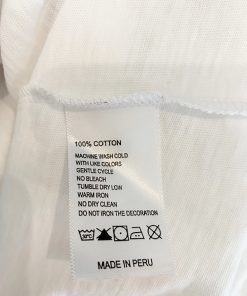 100% COTTON
MACHINE WASH COLD
WITH LIKE COLORS
GENTLE CYCLE
NO BLEACH
TUMBLE DRY LOW
WARM IRON
NO DRY CLEAN
DO NOT IRON THE DECORATION
30°C
MADE IN PERU